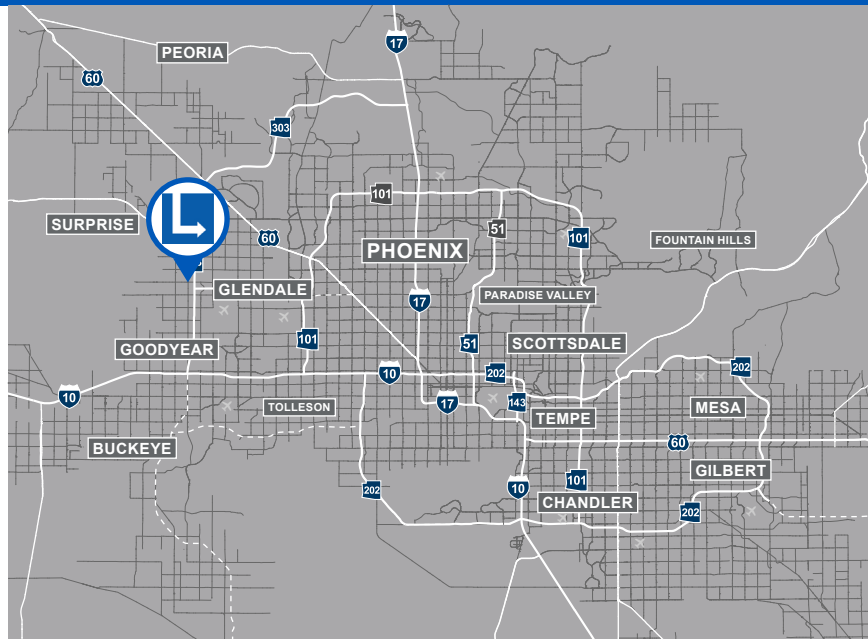 PEORIA
17
60
303
101
SURPRISE
51
60
101
PHOENIX
FOUNTAIN HILLS
GLENDALE
PARADISE VALLEY
17
101
51
SCOTTSDALE
GOODYEAR
202
10
202
10
17
143
TOLLESON
MESA
TEMPE
BUCKEYE
60
GILBERT
101
202
10
CHANDLER
202